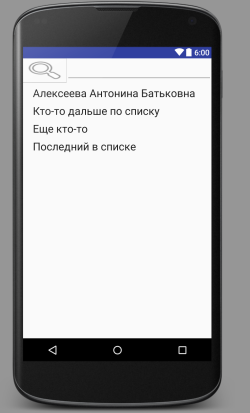 6:00
Алексеева Антонина Батьковна
Кто-то дальше по списку
Еще кто-то
Последний в списке